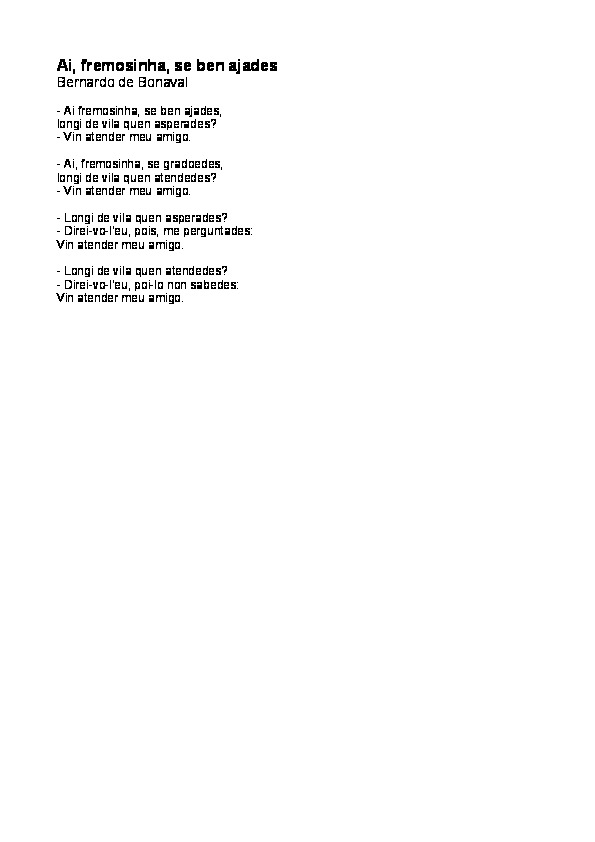 Ai, fremosinha, se ben ajades
Bernardo de Bonaval
- Ai fremosinha, se ben ajades,
longi de vila quen asperades?
- Vin atender meu amigo.
- Ai, fremosinha, se gradoedes,
longi de vila quen atendedes?
- Vin atender meu amigo.
- Longi de vila quen asperades?
- Direi-vo-l'eu, pois, me perguntades:
Vin atender meu amigo.
- Longi de vila quen atendedes?
- Direi-vo-l'eu, poi-lo non sabedes:
Vin atender meu amigo.